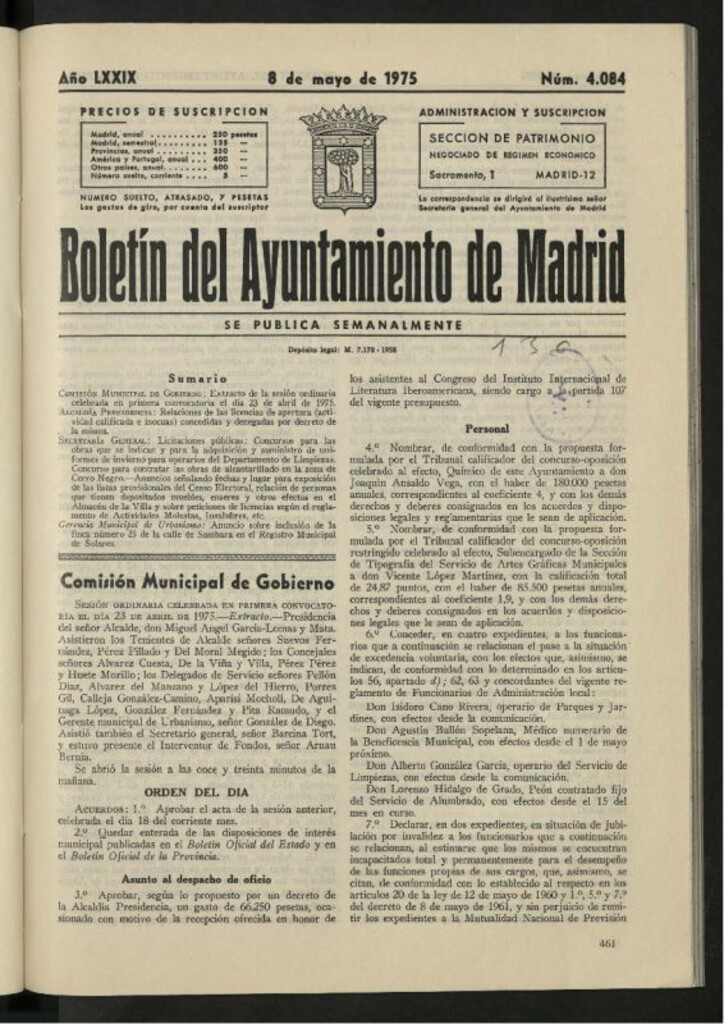 Año LXXIX 8 de mayo de 1975 Núm. 4.084
PRECIOS DE SUSCRIPCION
Madrid, anual .......... 250 pesetas
Madrid, semestral .......... 125 —
Provincias, anual .......... 350 —
América y Portugal, anual ... 400 —
Otros países, anual .......... 600 —
Número suelto, corriente .... 5 —
NUMERO SUELTO, ATRASADO, 7 PESETAS
Los gastos de giro, por cuenta del suscriptor
ADMINISTRACION Y SUSCRIPCION
SECCION DE PATRIMONIO
NEGOCIADO DE REGIMEN ECONOMICO
Sacramento, 1 MADRID-12
La correspondencia se dirigirá al ilustrísimo señor
Secretario general del Ayuntamiento de Madrid
Boletín del Ayuntamiento de Madrid
SE PUBLICA SEMANALMENTE
Depósito legal: M. 7.178 - 1958
Sumario
COMISIÓN MUNICIPAL DE GOBIERNO: Extracto de la sesión ordinaria
celebrada en primera convocatoria el día 23 de abril de 1975.
ALCALDÍA PRESIDENCIA: Relaciones de las licencias de apertura (acti-
vidad calificada e inocuas) concedidas y denegadas por decreto de
la misma.
SECRETARÍA GENERAL: Licitaciones públicas: Concursos para las
obras que se indican y para la adquisición y suministro de uni-
formes de invierno para operarios del Departamento de Limpiezas.
Concurso para contratar las obras de alcantarillado en la zona de
Cerro Negro.—Anuncios señalando fechas y lugar para exposición
de las listas provisionales del Censo Electoral, relación de personas
que tienen depositados muebles, enseres y otros efectos en el
Almacén de la Villa y sobre peticiones de licencias según el regla-
mento de Actividades Molestas, Insalubres, etc.
Gerencia Municipal de Urbanismo: Anuncio sobre inclusión de la
finca número 25 de la calle de Sambara en el Registro Municipal
de Solares.
Comisión Municipal de Gobierno
SESIÓN ORDINARIA CELEBRADA EN PRIMERA CONVOCATO-
RIA EL DÍA 23 DE ABRIL DE 1975.—Extracto.—Presidencia
del señor Alcalde, don Miguel Angel García-Lomas y Mata.
Asistieron los Tenientes de Alcalde señores Suevos Fer-
nández, Pérez Pillado y Del Moral Megido; los Concejales
señores Alvarez Cuesta, De la Viña y Villa, Pérez Pérez
y Huete Morillo; los Delegados de Servicio señores Pellón
Díaz, Alvarez del Manzano y López del Hierro, Porres
Gil, Calleja González-Camino, Aparisi Mocholí, De Agui-
naga López, González Fernández y Pita Ramudo, y el
Gerente municipal de Urbanismo, señor González de Diego.
Asistió también el Secretario general, señor Barcina Tort,
y estuvo presente el Interventor de Fondos, señor Arnau
Bernia.
Se abrió la sesión a las once y treinta minutos de la
mañana.
ORDEN DEL DIA
ACUERDOS: 1.º Aprobar el acta de la sesión anterior,
celebrada el día 18 del corriente mes.
2.º Quedar enterada de las disposiciones de interés
municipal publicadas en el Boletín Oficial del Estado y en
el Boletín Oficial de la Provincia.
Asunto al despacho de oficio
3.º Aprobar, según lo propuesto por un decreto de
la Alcaldía Presidencia, un gasto de 66.250 pesetas, oca-
sionado con motivo de la recepción ofrecida en honor de
130
los asistentes al Congreso del Instituto Internacional de
Literatura Iberoamericana, siendo cargo a la partida 107
del vigente presupuesto.
Personal
4.º Nombrar, de conformidad con la propuesta for-
mulada por el Tribunal calificador del concurso-oposición
celebrado al efecto, Químico de este Ayuntamiento a don
Joaquín Ansaldo Vega, con el haber de 180.000 pesetas
anuales, correspondientes al coeficiente 4, y con los demás
derechos y deberes consignados en los acuerdos y dispo-
siciones legales y reglamentarias que le sean de aplicación.
5.º Nombrar, de conformidad con la propuesta for-
mulada por el Tribunal calificador del concurso-oposición
restringido celebrado al efecto, Subencargado de la Sección
de Tipografía del Servicio de Artes Gráficas Municipales
a don Vicente López Martínez, con la calificación total
de 24,87 puntos, con el haber de 85.500 pesetas anuales,
correspondientes al coeficiente 1,9, y con los demás dere-
chos y deberes consignados en los acuerdos y disposicio-
nes legales que le sean de aplicación.
6.º Conceder, en cuatro expedientes, a los funciona-
rios que a continuación se relacionan el pase a la situación
de excedencia voluntaria, con los efectos que, asimismo, se
indican, de conformidad con lo determinado en los artícu-
los 56, apartado d); 62, 63 y concordantes del vigente re-
glamento de Funcionarios de Administración local:
Don Isidoro Cano Rivera, operario de Parques y Jar-
dines, con efectos desde la comunicación.
Don Agustín Bullón Sopelana, Médico numerario de
la Beneficencia Municipal, con efectos desde el 1 de mayo
próximo.
Don Alberto González García, operario del Servicio de
Limpiezas, con efectos desde la comunicación.
Don Lorenzo Hidalgo de Grado, Peón contratado fijo
del Servicio de Alumbrado, con efectos desde el 15 del
mes en curso.
7.º Declarar, en dos expedientes, en situación de jubi-
lación por invalidez a los funcionarios que a continuación
se relacionan, al estimarse que los mismos se encuentran
incapacitados total y permanentemente para el desempeño
de las funciones propias de sus cargos, que, asimismo, se
citan, de conformidad con lo establecido al respecto en los
artículos 20 de la ley de 12 de mayo de 1960 y 1.º, 5.º y 7.º
del decreto de 8 de mayo de 1961, y sin perjuicio de remi-
tir los expedientes a la Mutualidad Nacional de Previsión
461